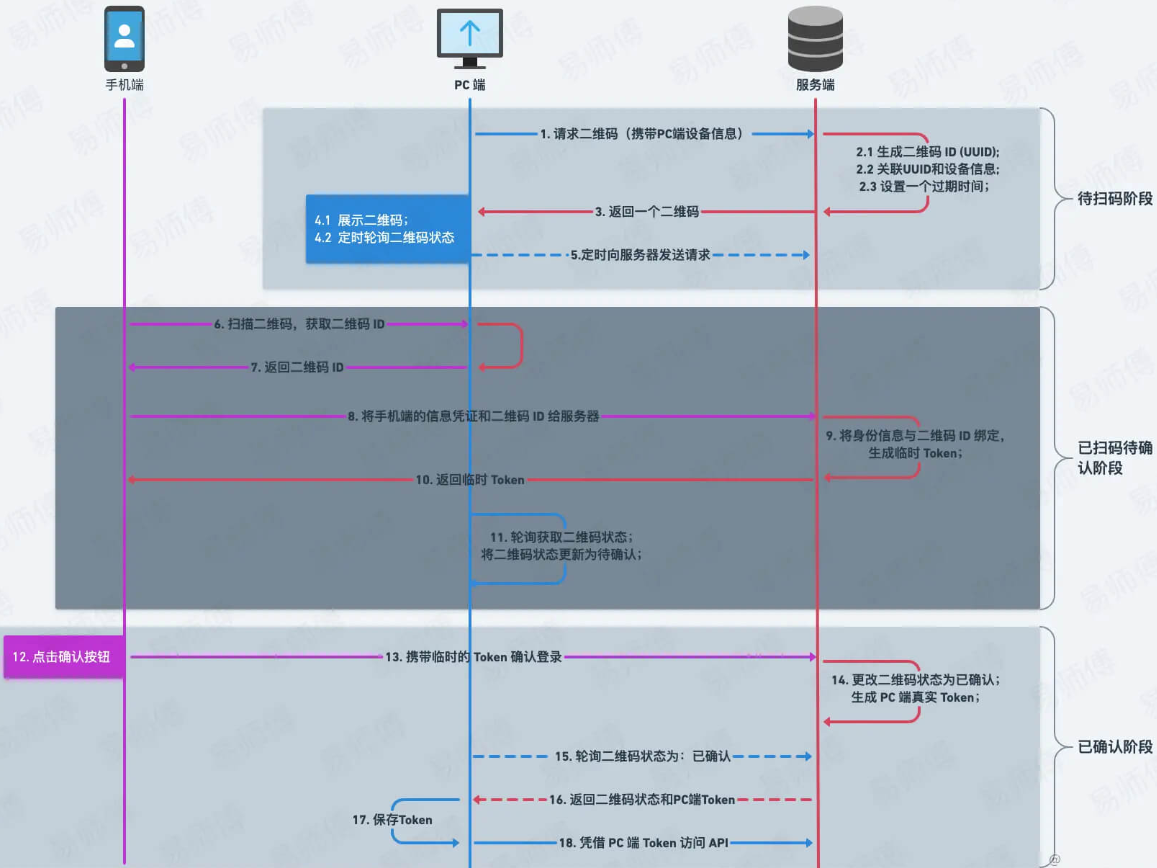 手机端
PC 端
服务端
1. 请求二维码（携带PC端设备信息）
2.1 生成二维码 ID (UUID);
2.2 关联UUID和设备信息;
2.3 设置一个过期时间；
待扫码阶段
3. 返回一个二维码
4.1 展示二维码；
4.2 定时轮询二维码状态
5.定时向服务器发送请求
6. 扫描二维码，获取二维码 ID
7. 返回二维码 ID
8. 将手机端的信息凭证和二维码 ID 给服务器
9. 将身份信息与二维码 ID 绑定，
生成临时 Token；
已扫码待确
认阶段
10. 返回临时 Token
11. 轮询获取二维码状态；
将二维码状态更新为待确认；
12. 点击确认按钮
13. 携带临时的 Token 确认登录
14. 更改二维码状态为已确认；
生成 PC 端真实 Token；
15. 轮询二维码状态为：已确认
已确认阶段
16. 返回二维码状态和PC端Token
17. 保存Token
18. 凭借 PC 端 Token 访问 API
易师傅
@